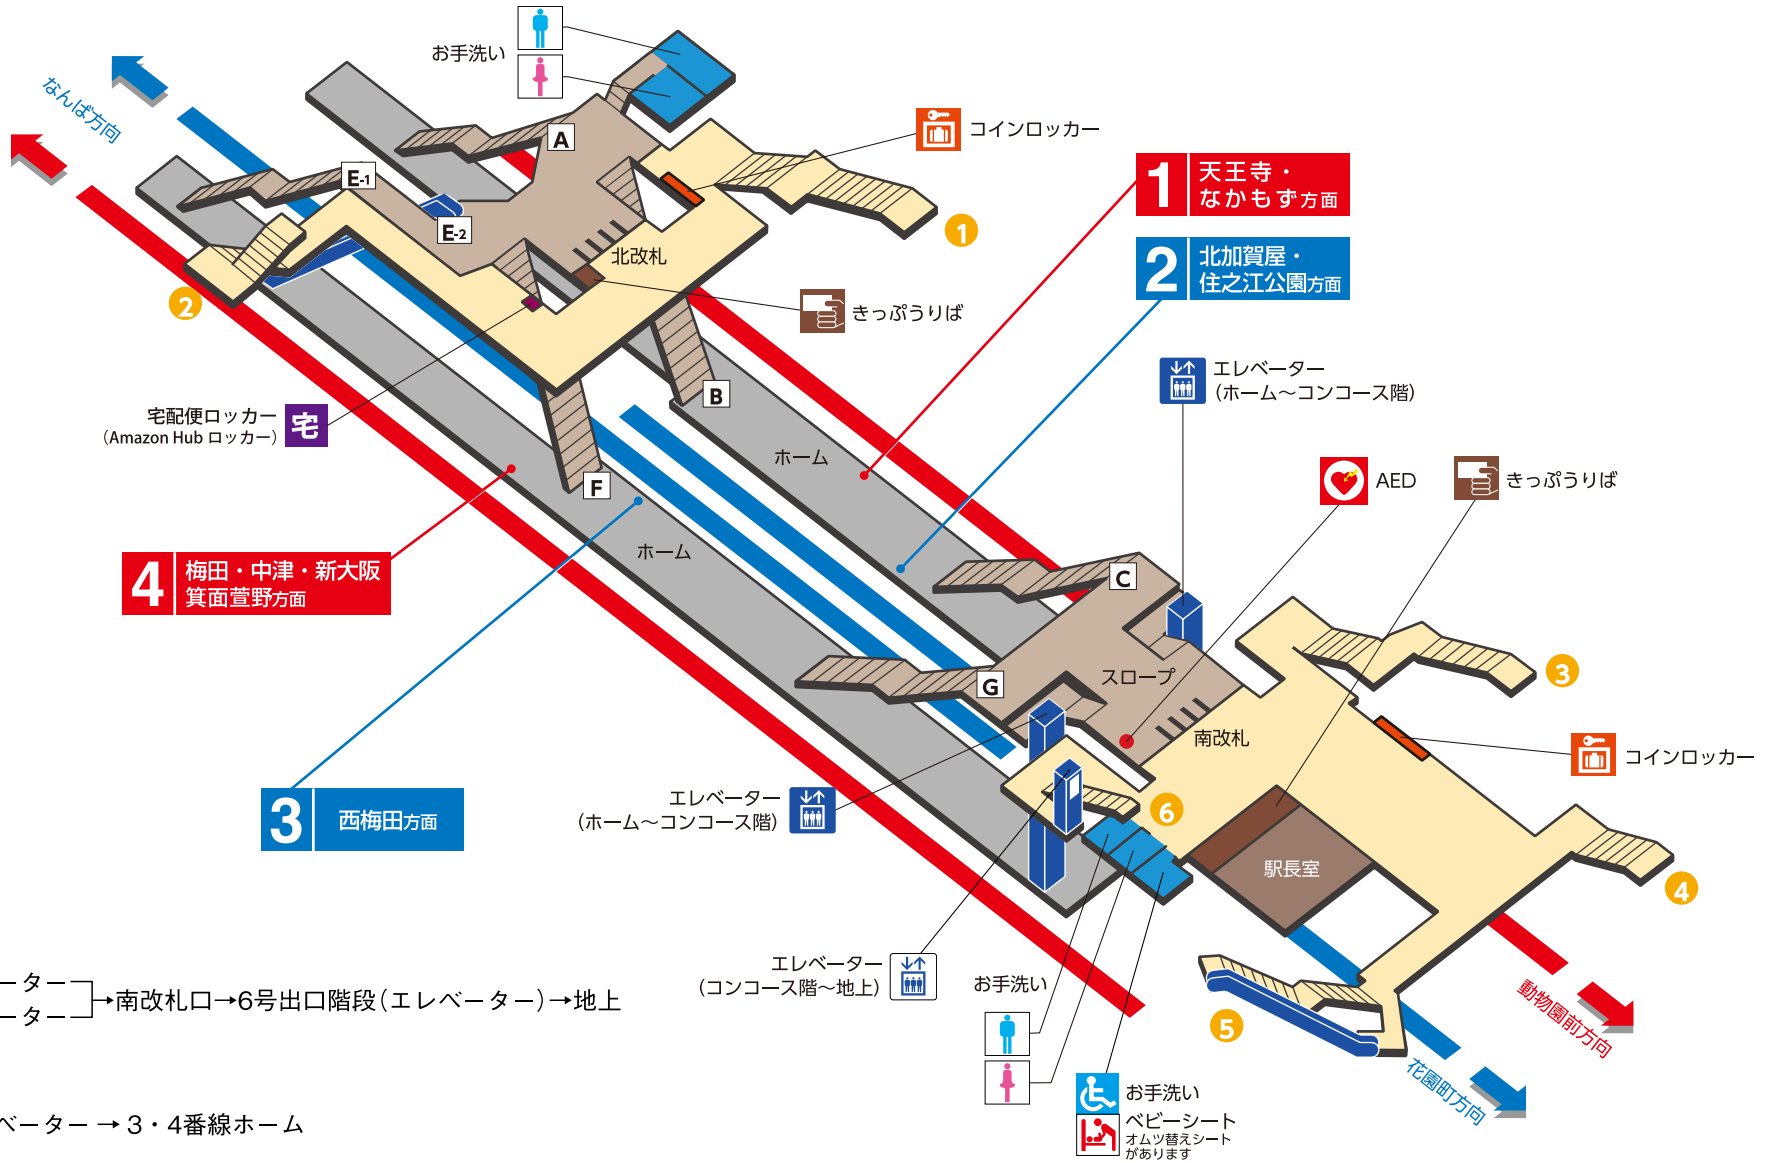 お手洗い
なんば方向
A
コインロッカー
1 天王寺・
なかもず方面
E-1
E-2
1
北改札
2 北加賀屋・
住之江公園方面
2
きっぷうりば
エレベーター
（ホーム～コンコース階）
B
宅配便ロッカー
（Amazon Hub ロッカー）
宅
ホーム
F
AED
きっぷうりば
4 梅田・中津・新大阪
箕面萱野方面
ホーム
C
スロープ
G
3
南改札
コインロッカー
3 西梅田方面
エレベーター
（ホーム～コンコース階）
6
駅長室
4
エレベーター
（コンコース階～地上）
お手洗い
5
動物園前方向
花園町方向
ーター
ーター
→南改札口→6号出口階段（エレベーター）→地上
お手洗い
ベビーシート
オムツ替えシート
があります
ベーター → 3・4番線ホーム